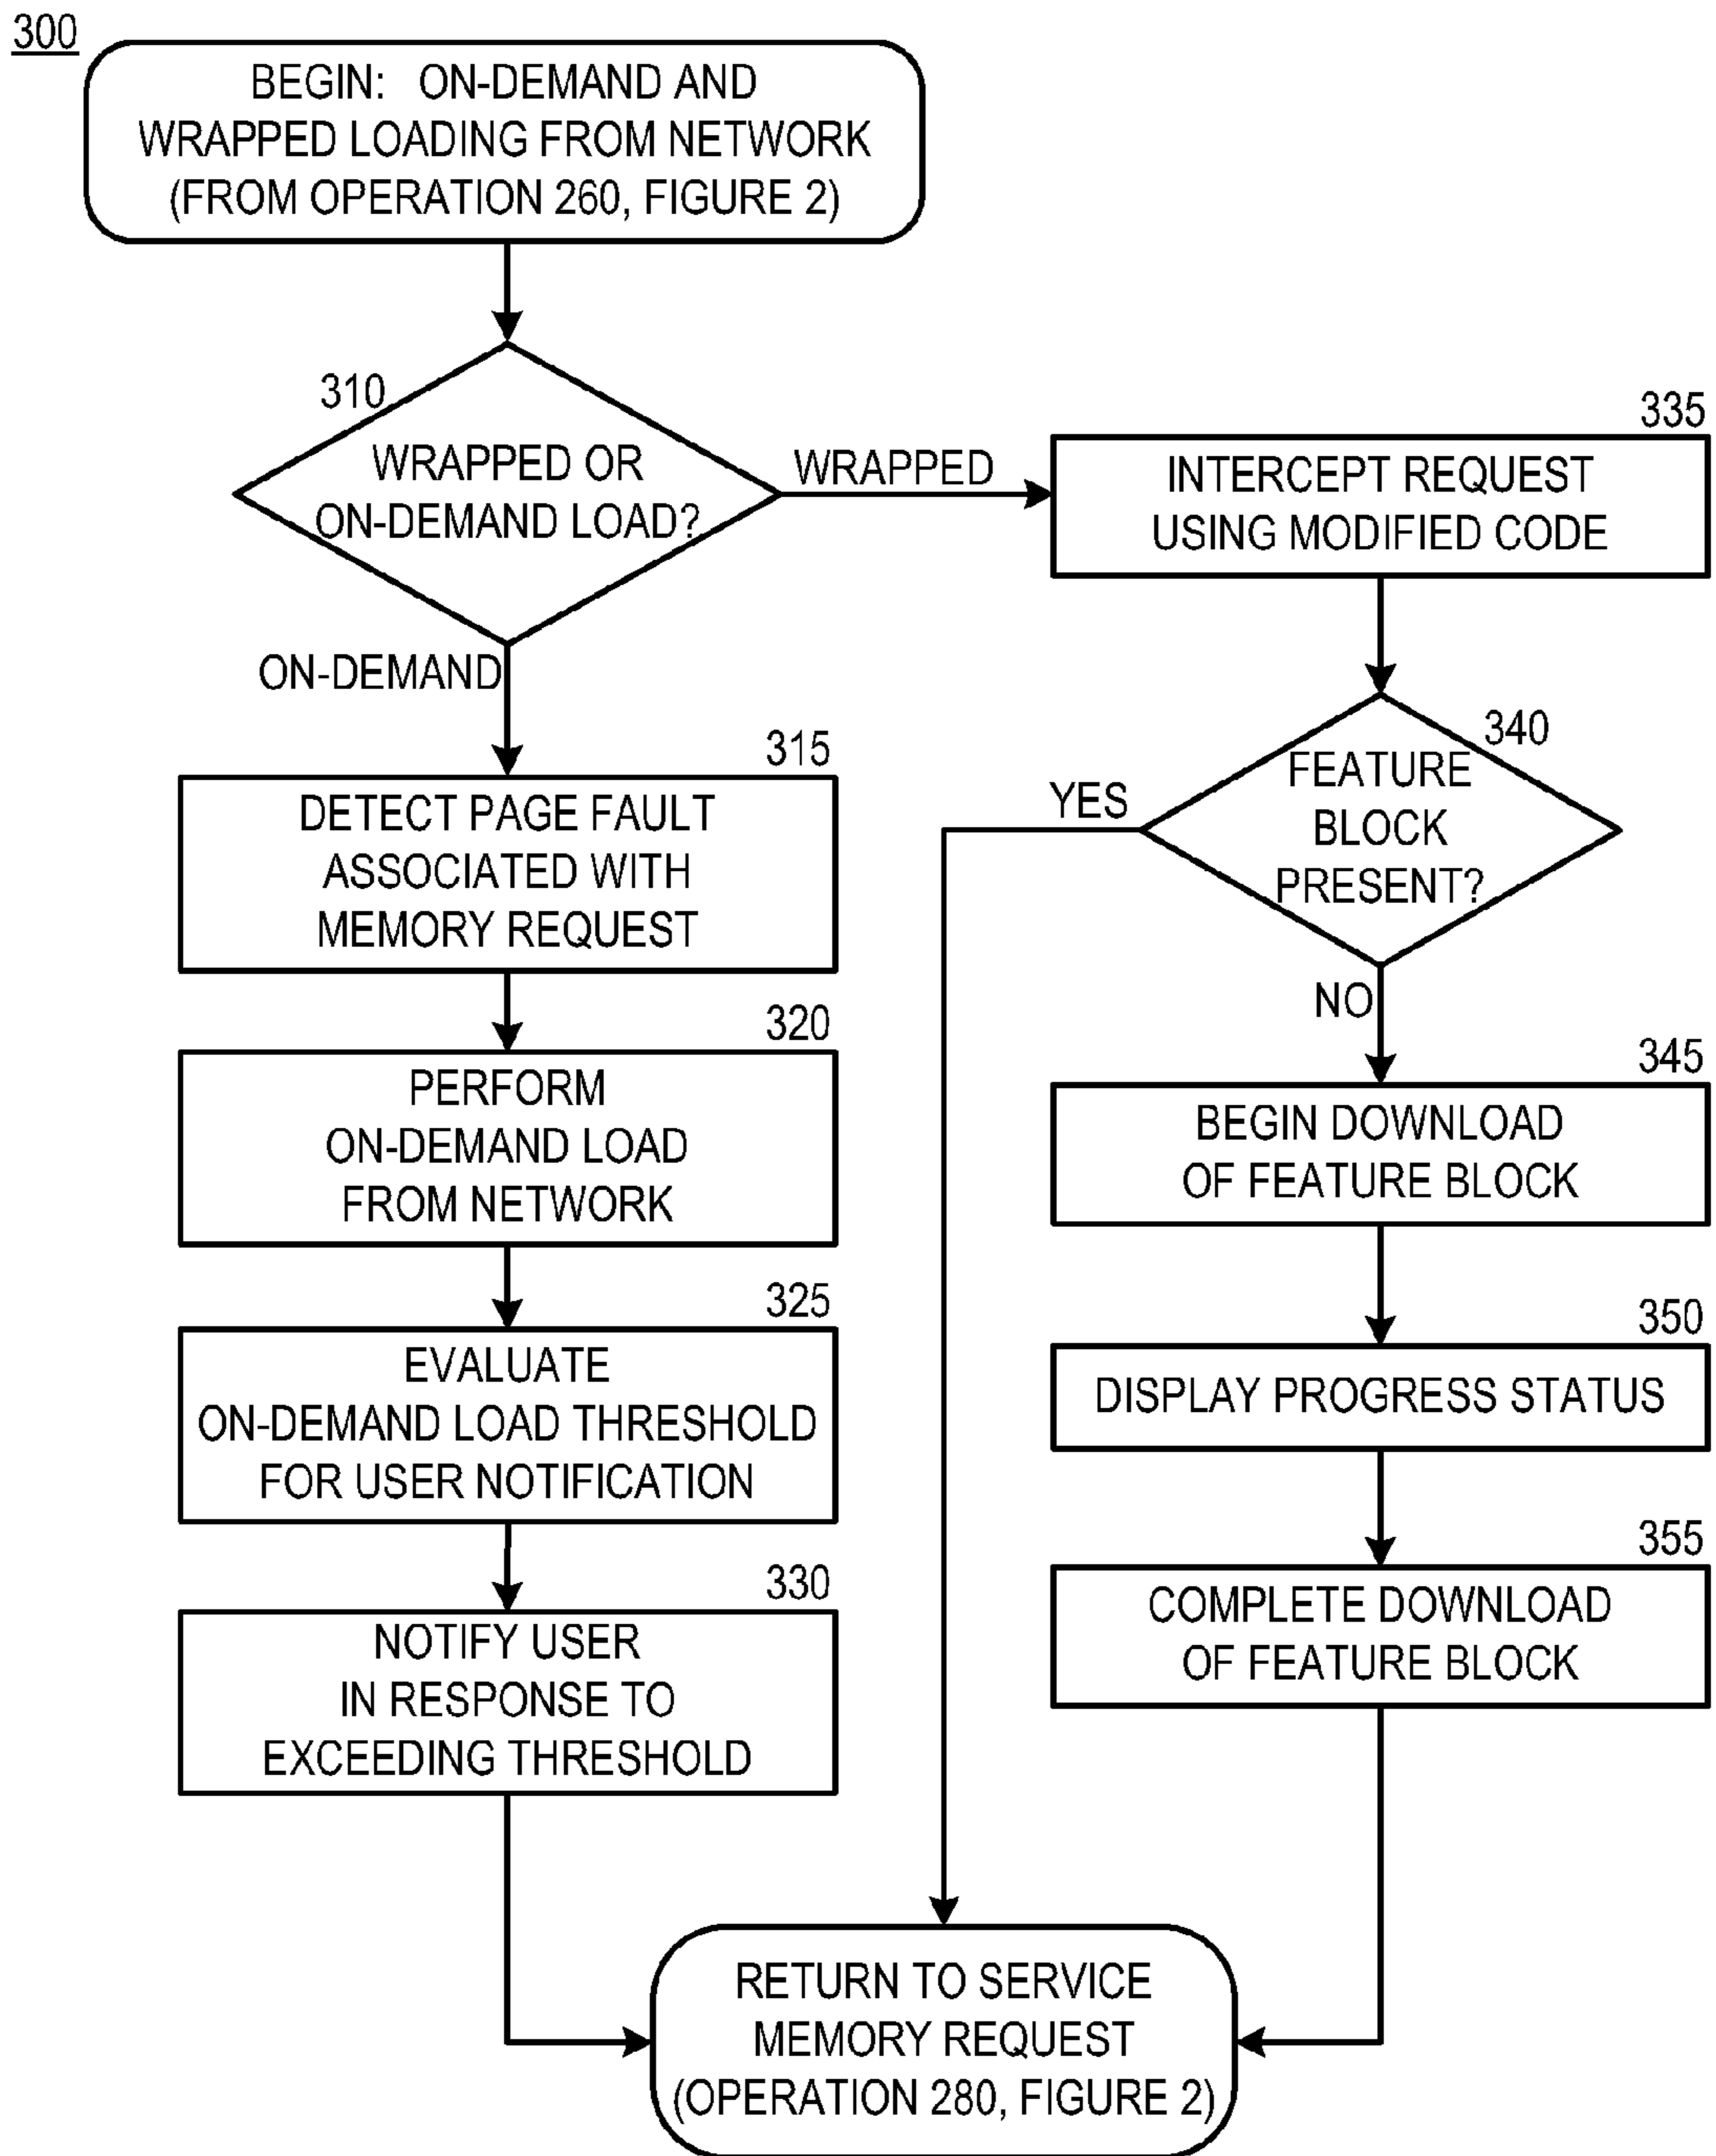 300
BEGIN: ON-DEMAND AND
WRAPPED LOADING FROM NETWORK
(FROM OPERATION 260, FIGURE 2)
310
WRAPPED OR
ON-DEMAND LOAD?
WRAPPED
ON-DEMAND
315
DETECT PAGE FAULT
ASSOCIATED WITH
MEMORY REQUEST
320
PERFORM
ON-DEMAND LOAD
FROM NETWORK
325
EVALUATE
ON-DEMAND LOAD THRESHOLD
FOR USER NOTIFICATION
330
NOTIFY USER
IN RESPONSE TO
EXCEEDING THRESHOLD
335
INTERCEPT REQUEST
USING MODIFIED CODE
340
FEATURE
BLOCK
PRESENT?
YES
NO
345
BEGIN DOWNLOAD
OF FEATURE BLOCK
350
DISPLAY PROGRESS STATUS
355
COMPLETE DOWNLOAD
OF FEATURE BLOCK
RETURN TO SERVICE
MEMORY REQUEST
(OPERATION 280, FIGURE 2)